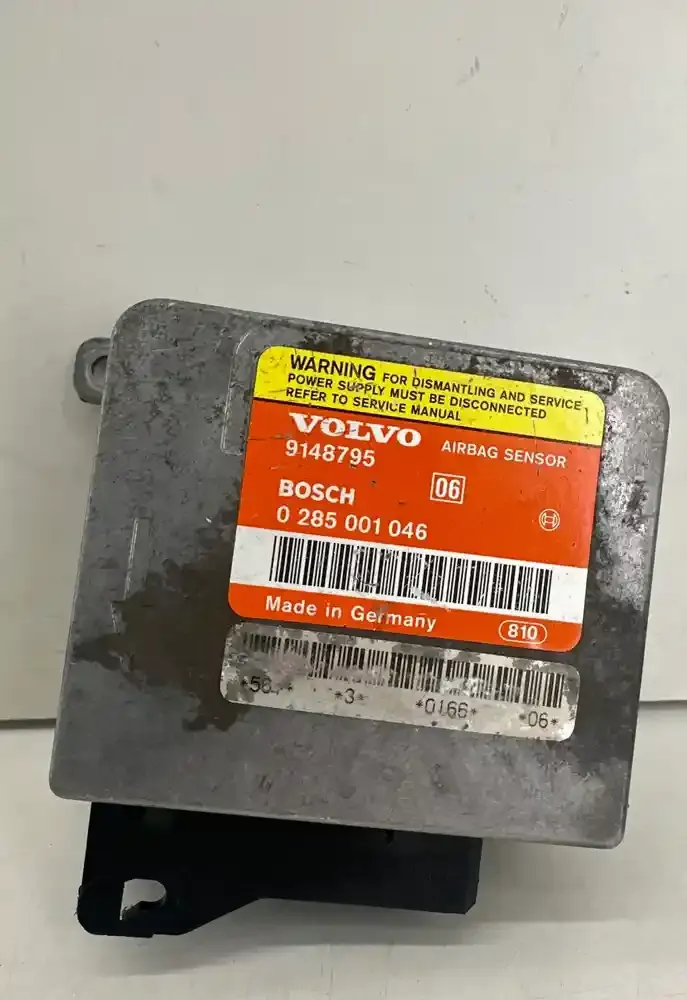 WARNING FOR DISMANTLING AND SERVICE
POWER SUPPLY MUST BE DISCONNECTED
REFER TO SERVICE MANUAL
VOLVO AIRBAG SENSOR
9148795
BOSCH 06
0 285 001 046
Made in Germany 810
*3* *0166* *06*